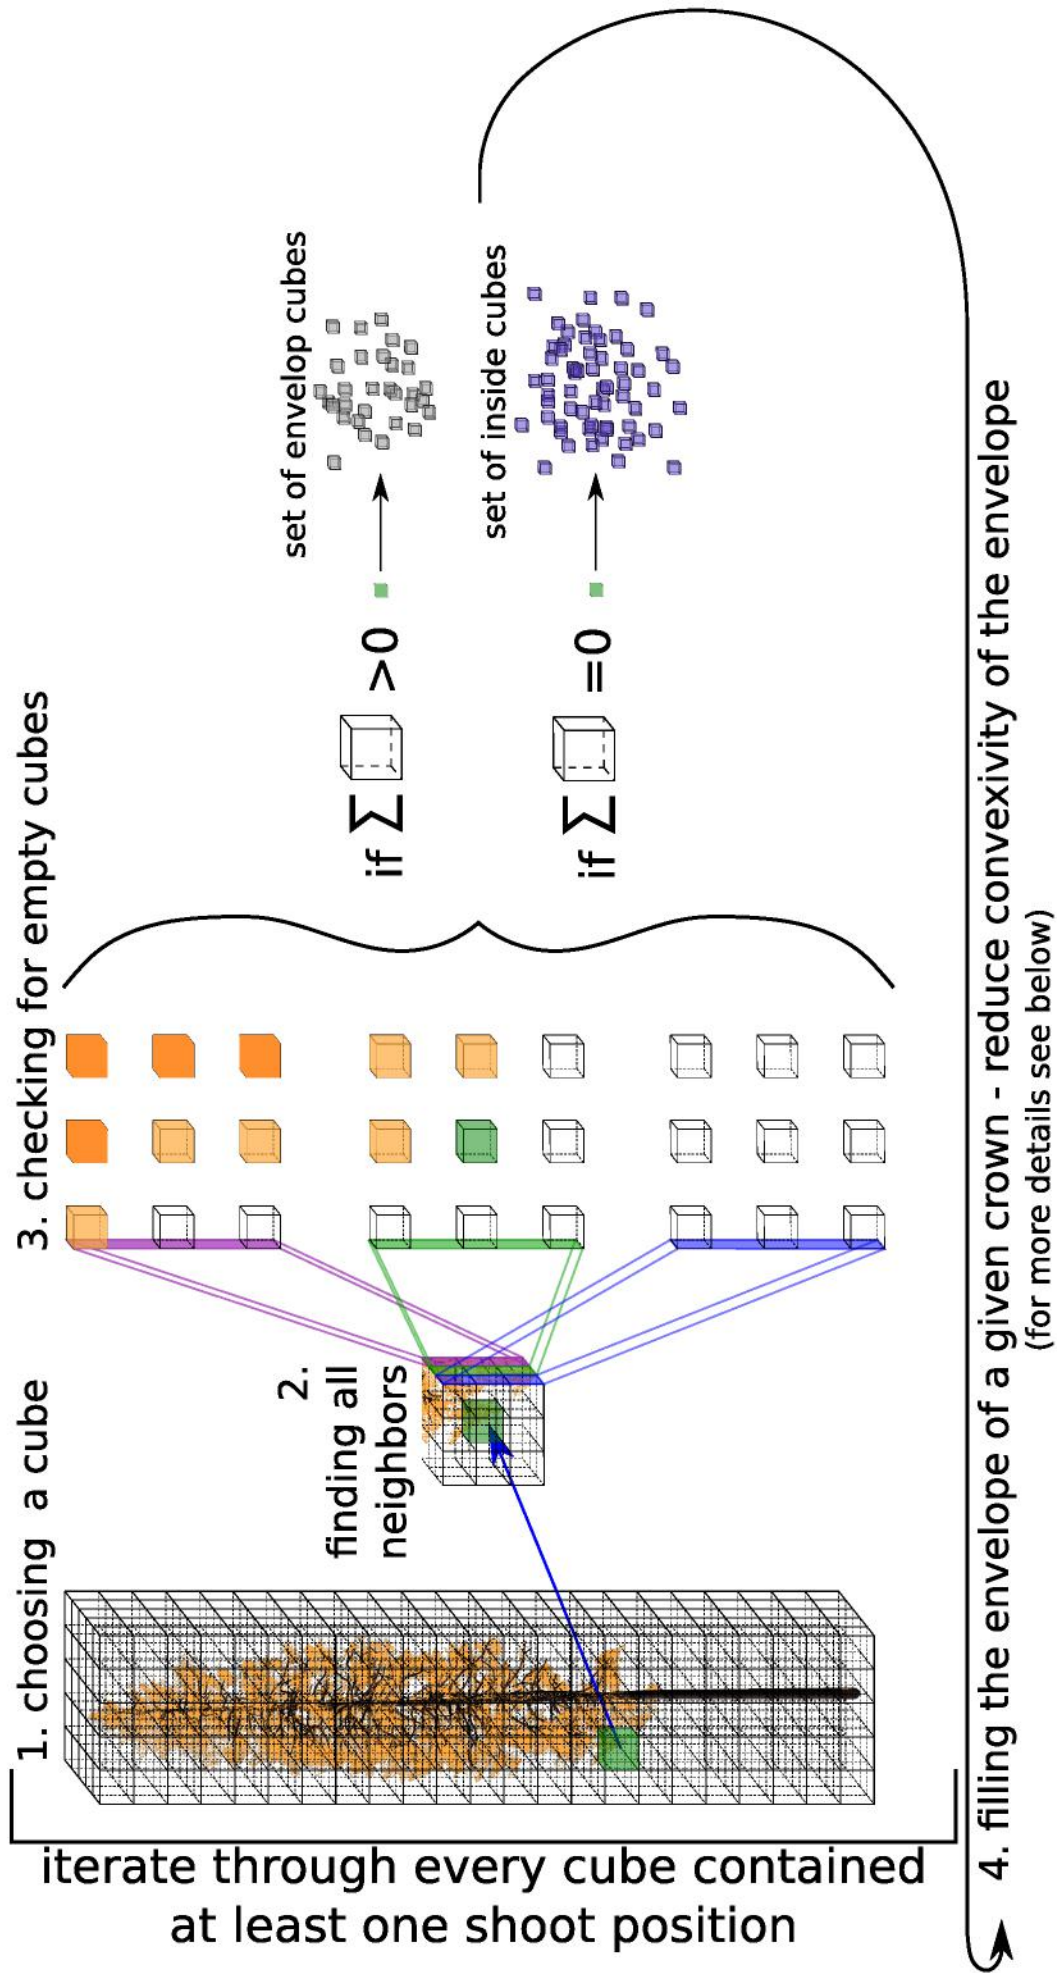 iterate through every cube contained
at least one shoot position
1. choosing a cube
2.
finding all
neighbors
3. checking for empty cubes
if ∑ >0
set of envelop cubes
if ∑ =0
set of inside cubes
4. filling the envelope of a given crown - reduce convexivity of the envelope
(for more details see below)